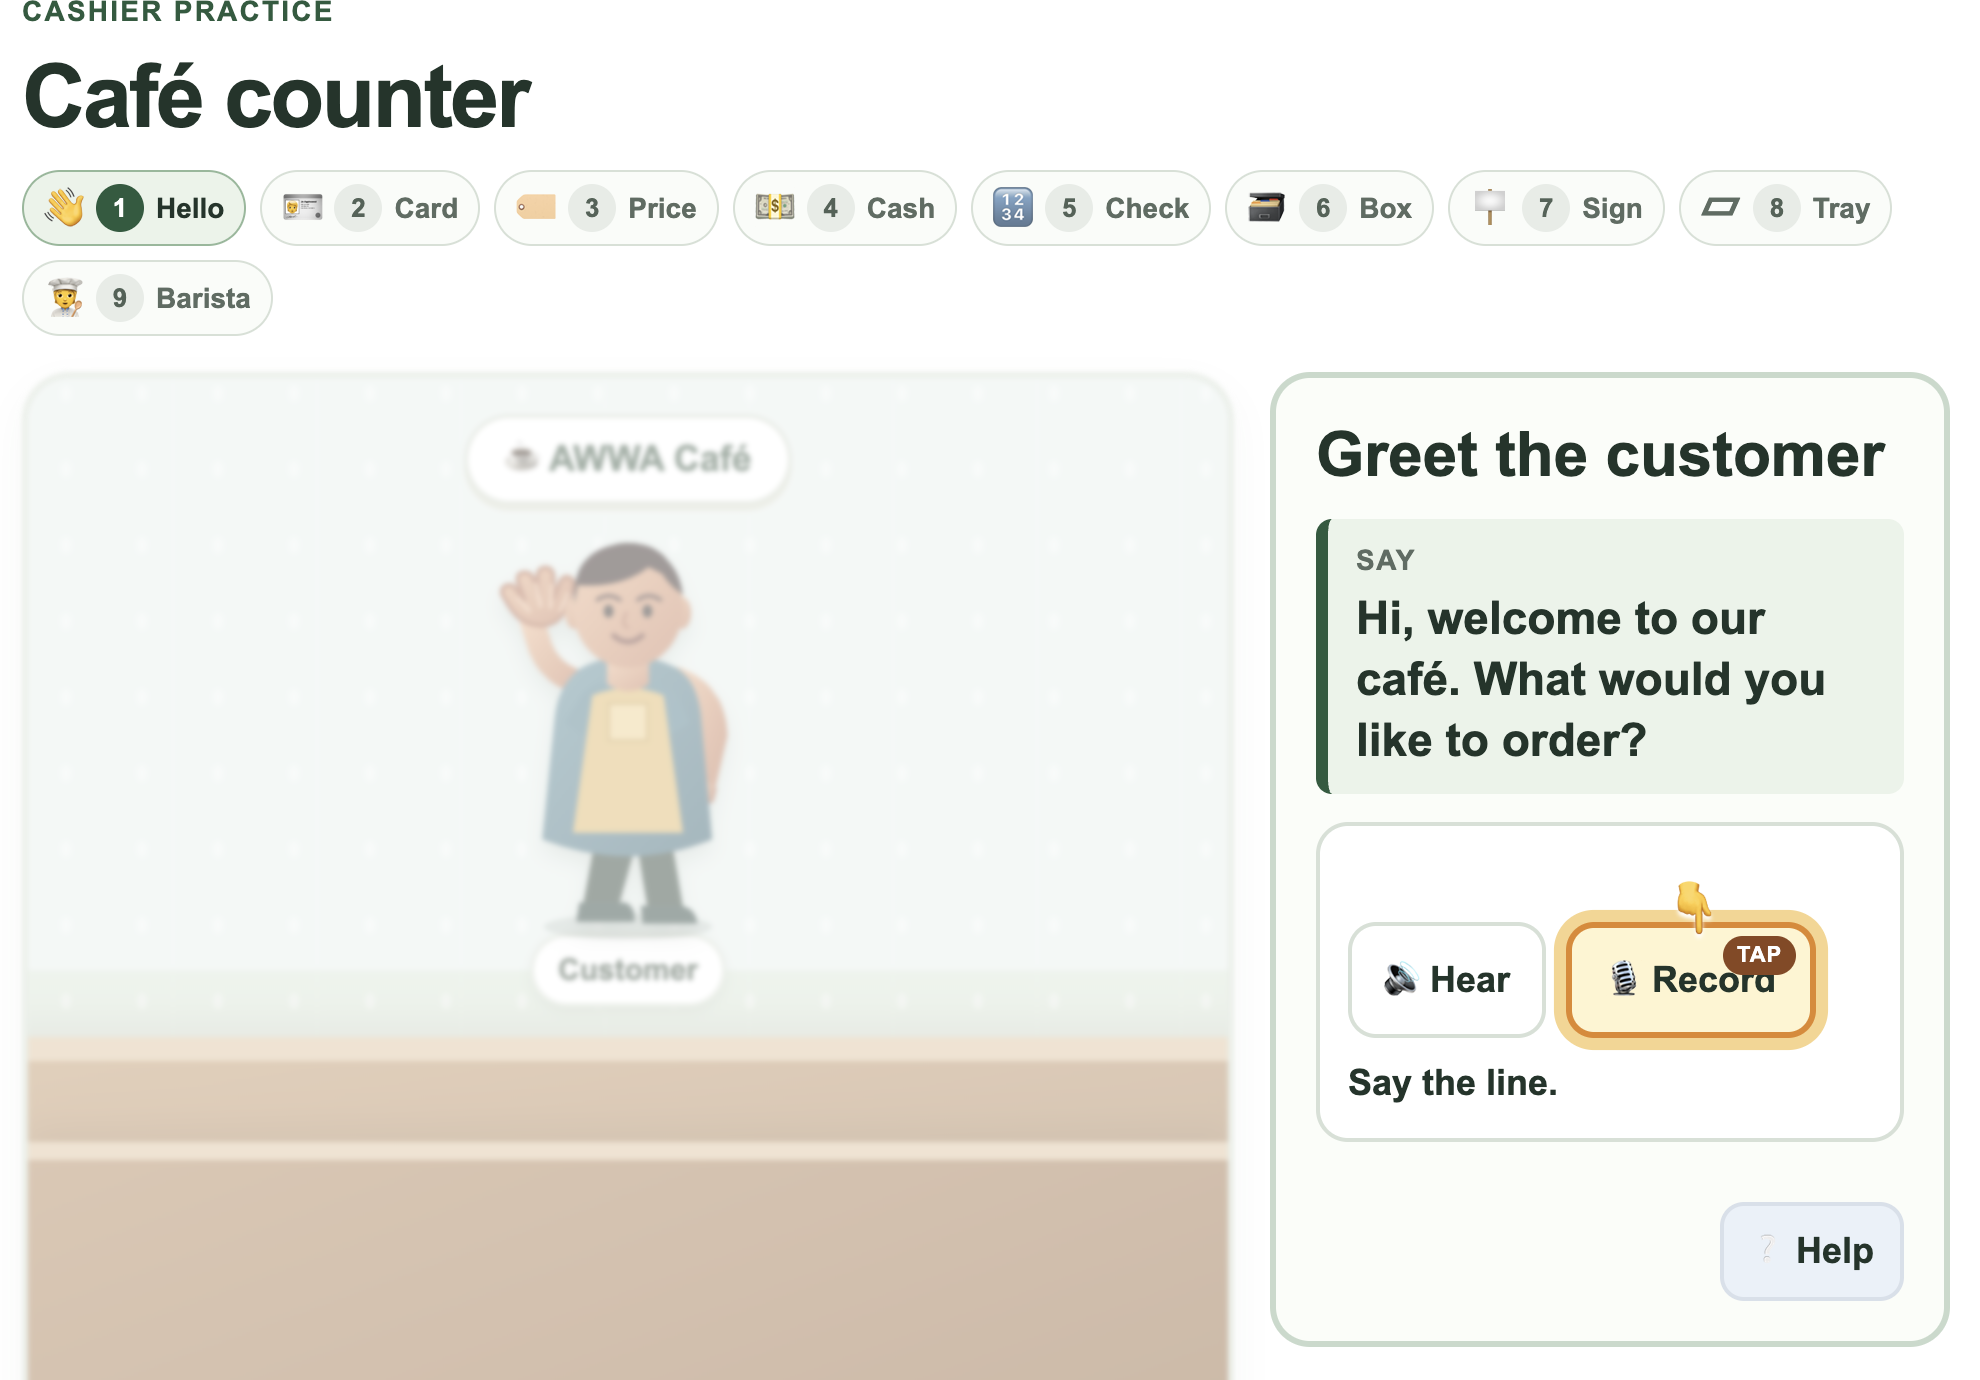 CASHIER PRACTICE
Café counter
1 Hello
2 Card
3 Price
4 Cash
1234 5 Check
6 Box
7 Sign
8 Tray
9 Barista
AWWA Café
Customer
Greet the customer
SAY
Hi, welcome to our
café. What would you
like to order?
Hear
TAP
Record
Say the line.
Help